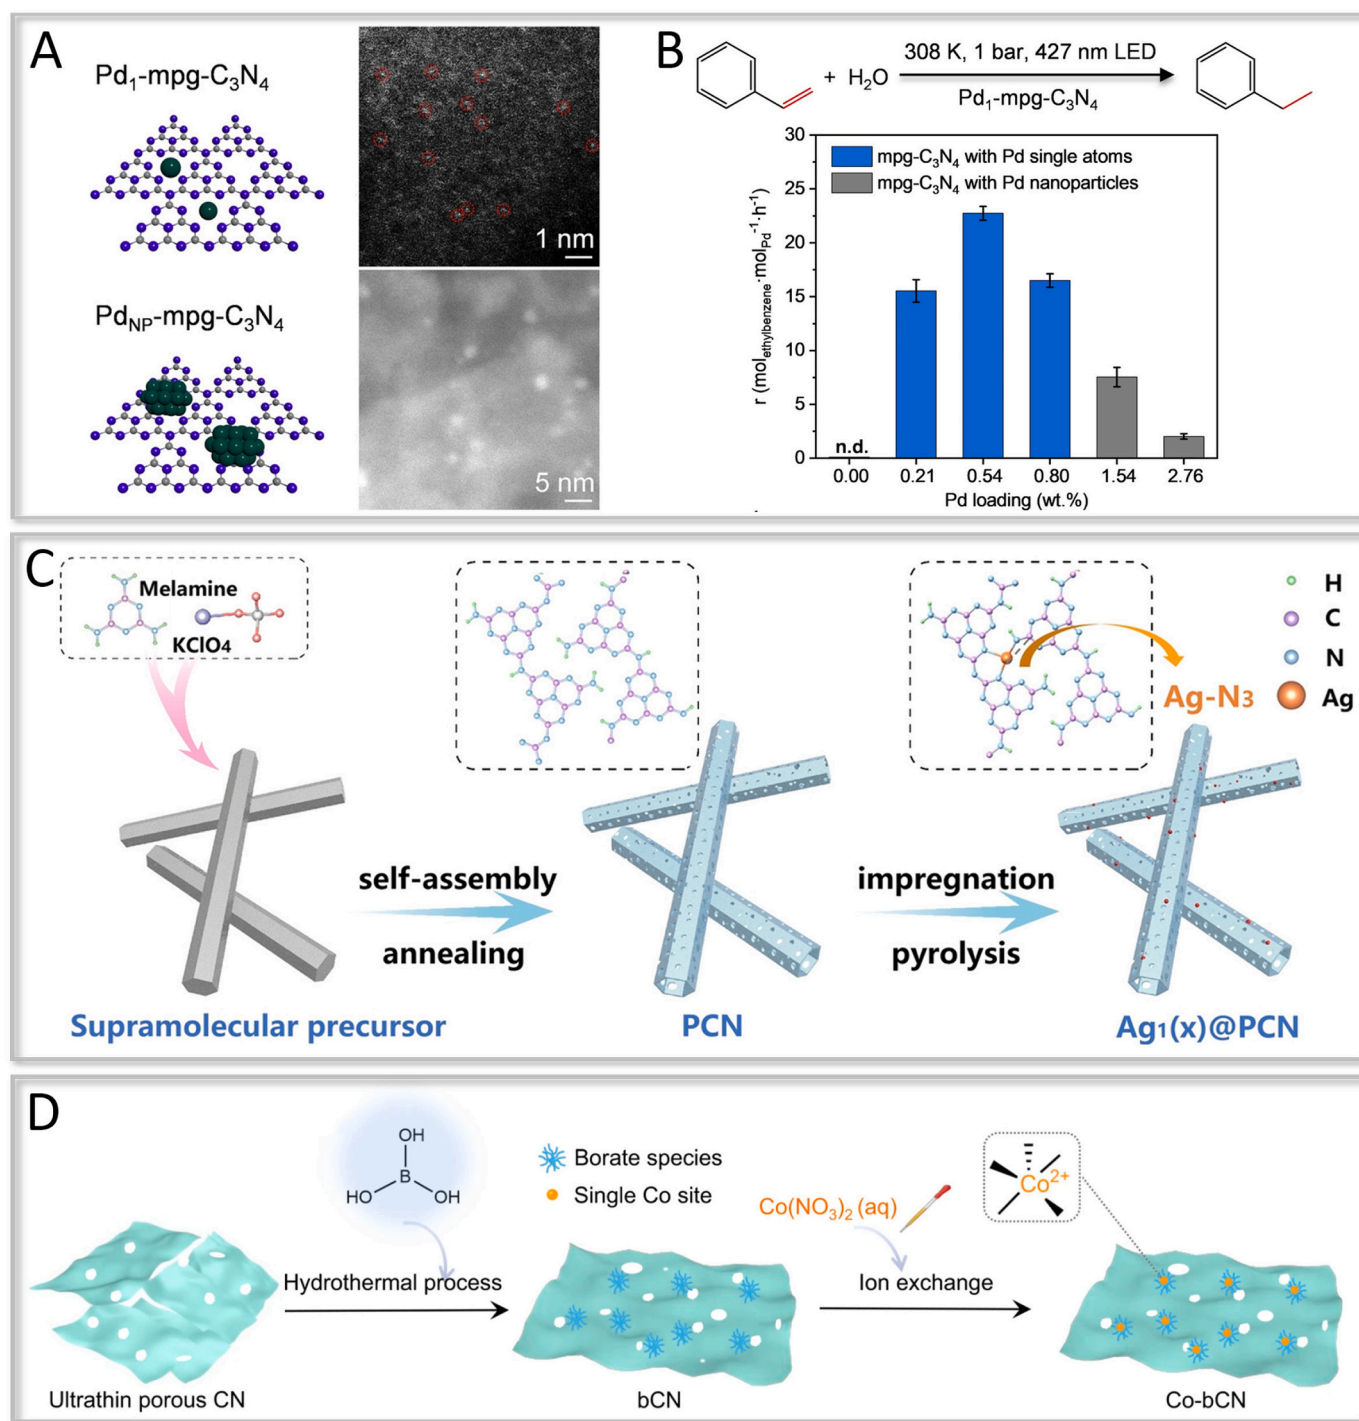 A
Pd₁-mpg-C₃N₄
1 nm
Pd_NP-mpg-C₃N₄
5 nm
B
+ H₂O
308 K, 1 bar, 427 nm LED
Pd₁-mpg-C₃N₄
r (mol_ethylbenzene·mol_Pd⁻¹·h⁻¹)
30
25
20
15
10
5
0
mpg-C₃N₄ with Pd single atoms
mpg-C₃N₄ with Pd nanoparticles
n.d.
0.00 0.21 0.54 0.80 1.54 2.76
Pd loading (wt.%)
C
Melamine
KClO₄
H
C
N
Ag
Ag-N₃
self-assembly
annealing
impregnation
pyrolysis
Supramolecular precursor
PCN
Ag₁(x)@PCN
D
OH
B
HO OH
Borate species
Single Co site
Co(NO₃)₂ (aq)
Co²⁺
Hydrothermal process
Ion exchange
Ultrathin porous CN
bCN
Co-bCN